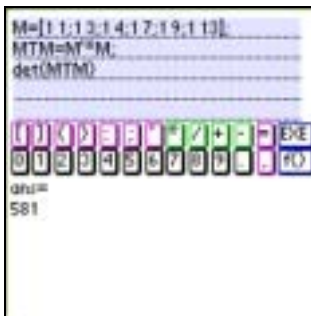 M=[1 1;1 3;1 4;1 7;1 9;1 13];
MTM=M'*M;
det(MTM)
[ ] ( ) : ; ' * / + - = EXE
0 1 2 3 4 5 6 7 8 9 . , f()
ans=
581